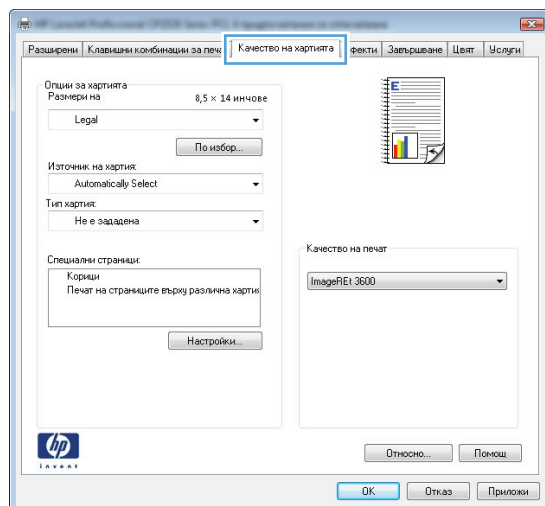 Разширени Клавишни комбинации за печа Качество на хартията фекти Завършване Цвят Услуги
Опции за хартията
Размери на 8,5 × 14 инчове
Legal
По избор...
Източник на хартия:
Automatically Select
Тип хартия:
Не е зададена
Специални страници:
Корици
Печат на страниците върху различна хартия
Настройки...
E
Качество на печат
ImageREt 3600
hp
invent
Относно... Помощ
OK Отказ Приложи